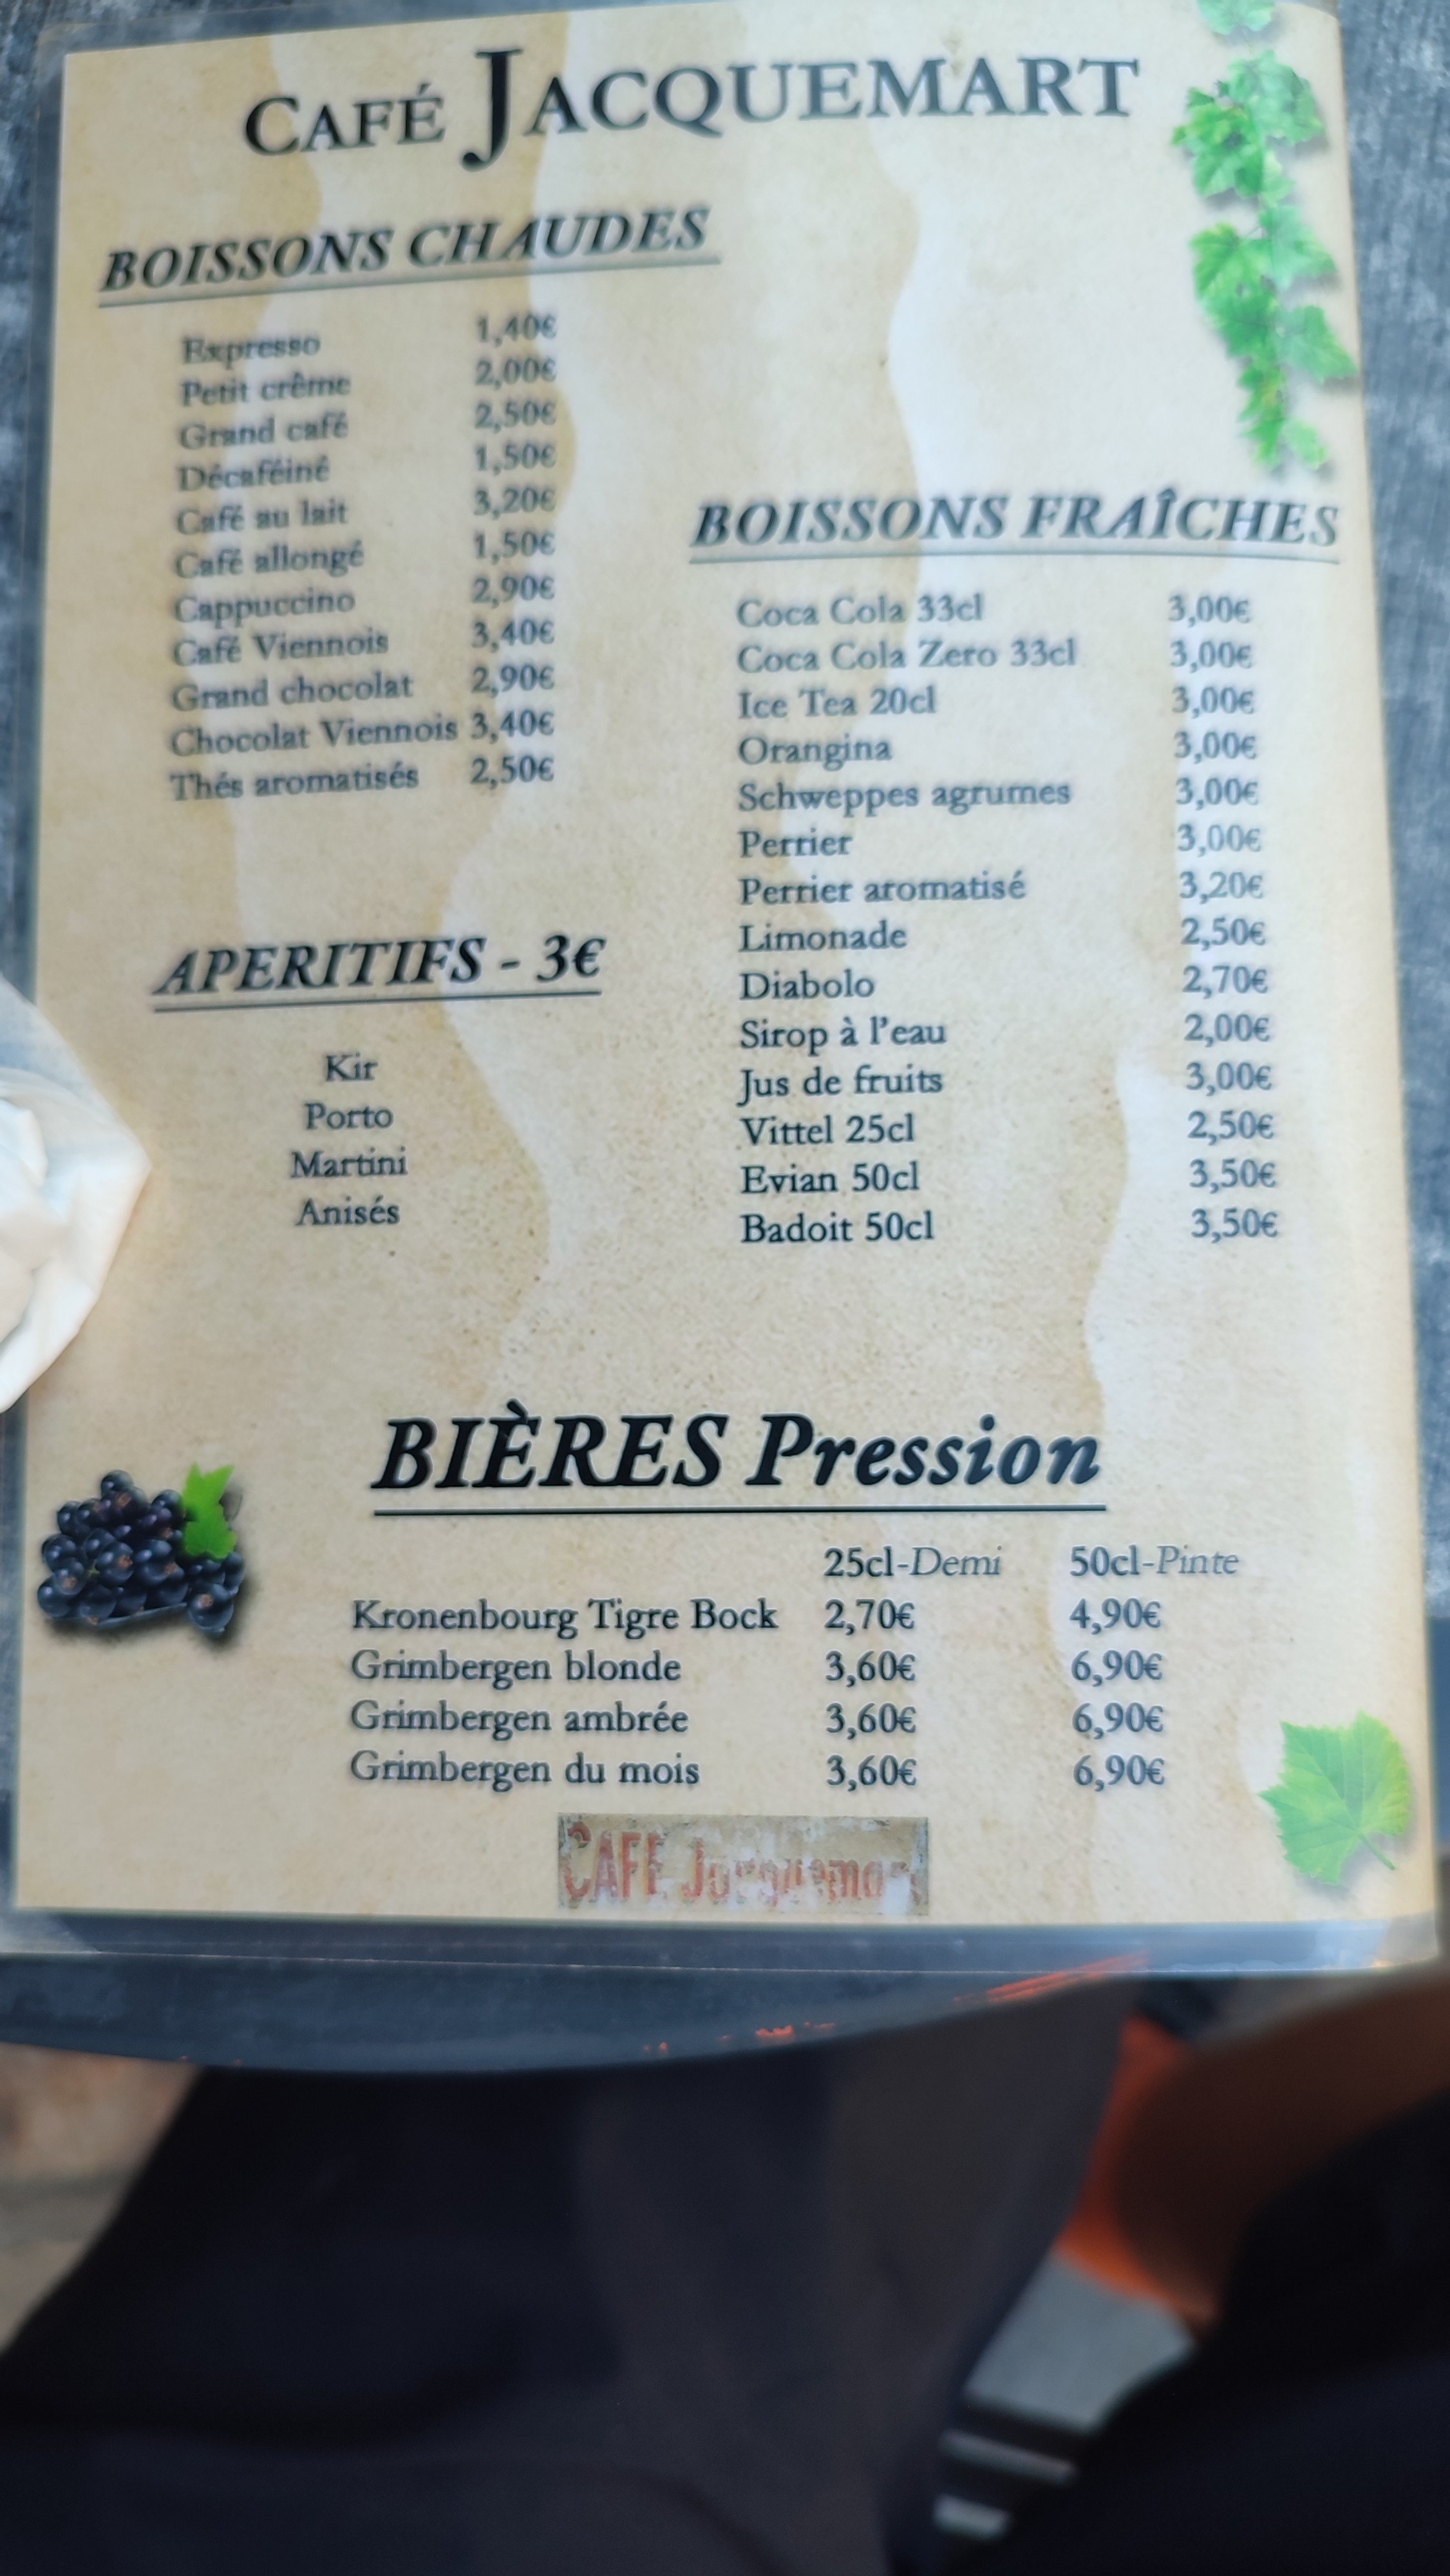 CAFÉ JACQUEMART
BOISSONS CHAUDES
Expresso 1,40€
Petit crême 2,00€
Grand café 2,50€
Décaféiné 1,50€
Café au lait 3,20€
Café allongé 1,50€
Cappuccino 2,90€
Café Viennois 3,40€
Grand chocolat 2,90€
Chocolat Viennois 3,40€
Thés aromatisés 2,50€
APERITIFS - 3€
Kir
Porto
Martini
Anisés
BOISSONS FRAÎCHES
Coca Cola 33cl 3,00€
Coca Cola Zero 33cl 3,00€
Ice Tea 20cl 3,00€
Orangina 3,00€
Schweppes agrumes 3,00€
Perrier 3,00€
Perrier aromatisé 3,20€
Limonade 2,50€
Diabolo 2,70€
Sirop à l'eau 2,00€
Jus de fruits 3,00€
Vittel 25cl 2,50€
Evian 50cl 3,50€
Badoit 50cl 3,50€
BIÈRES Pression
25cl-Demi 50cl-Pinte
Kronenbourg Tigre Bock 2,70€ 4,90€
Grimbergen blonde 3,60€ 6,90€
Grimbergen ambrée 3,60€ 6,90€
Grimbergen du mois 3,60€ 6,90€
CAFE Jacquemart